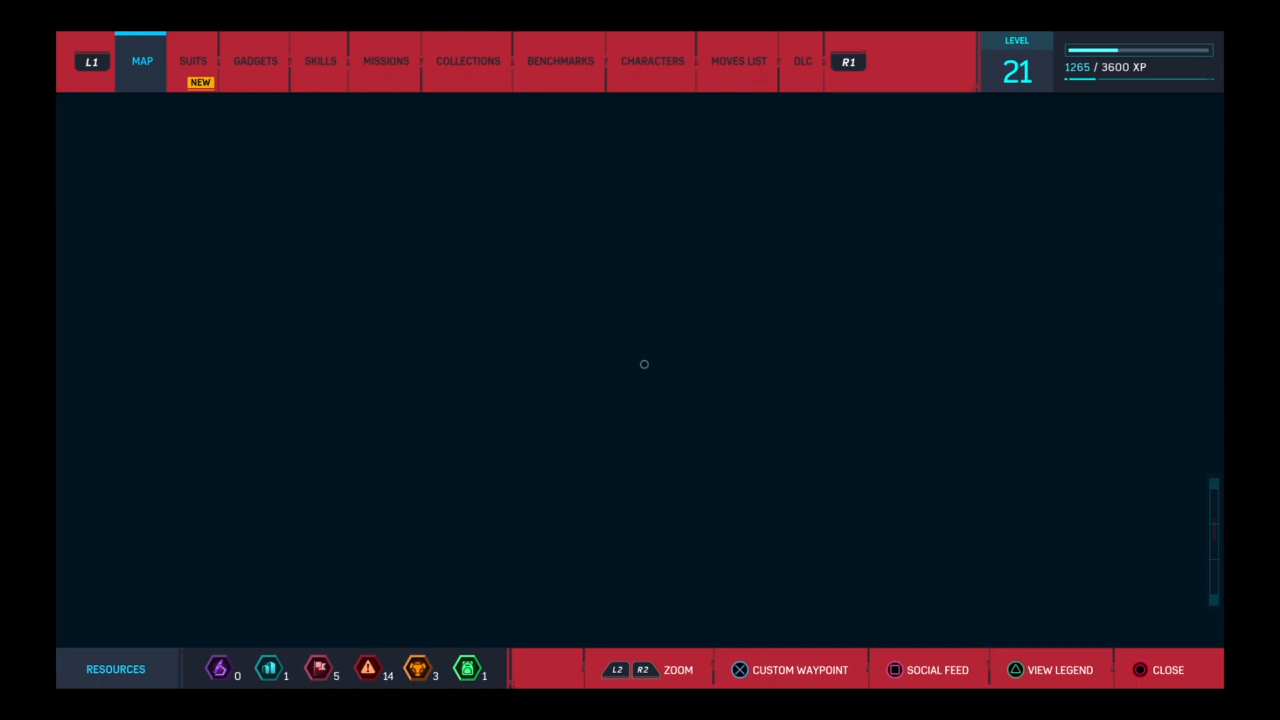 L1 MAP SUITS GADGETS SKILLS MISSIONS COLLECTIONS BENCHMARKS CHARACTERS MOVES LIST DLC R1
NEW
LEVEL
21
1265 / 3600 XP
RESOURCES 0 1 5 14 3 1 L2 R2 ZOOM CUSTOM WAYPOINT SOCIAL FEED VIEW LEGEND CLOSE